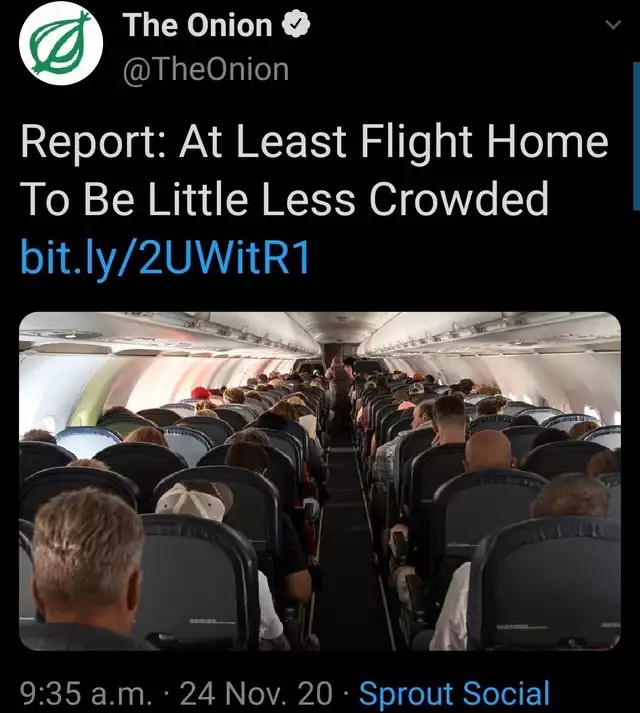 The Onion
@TheOnion
Report: At Least Flight Home
To Be Little Less Crowded
bit.ly/2UWitR1
9:35 a.m. · 24 Nov. 20 · Sprout Social